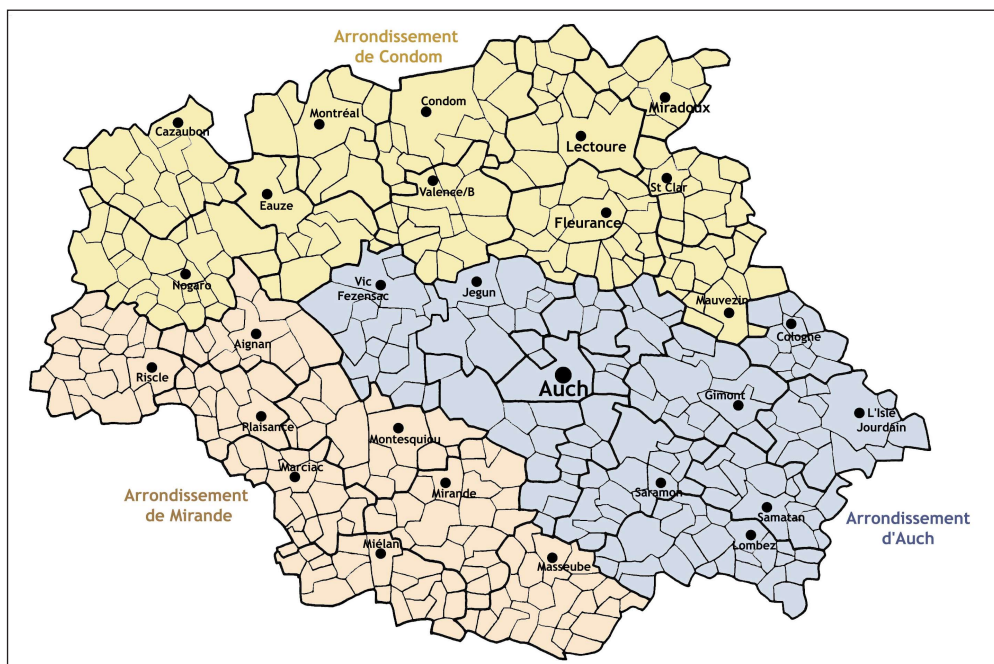 Arrondissement
de Condom
Miradoux
Condom
Montréal
Cazaubon
Lectoure
St Clar
Valence/B
Eauze
Fleurance
Nogaro
Vic
Fezensac
Jegun
Mauvezin
Cologne
Aignan
Riscle
Auch
Gimont
L'Isle
Jourdain
Plaisance
Montesquiou
Marciac
Mirande
Saramon
Arrondissement
de Mirande
Samatan
Arrondissement
d'Auch
Lombez
Miélan
Masseube